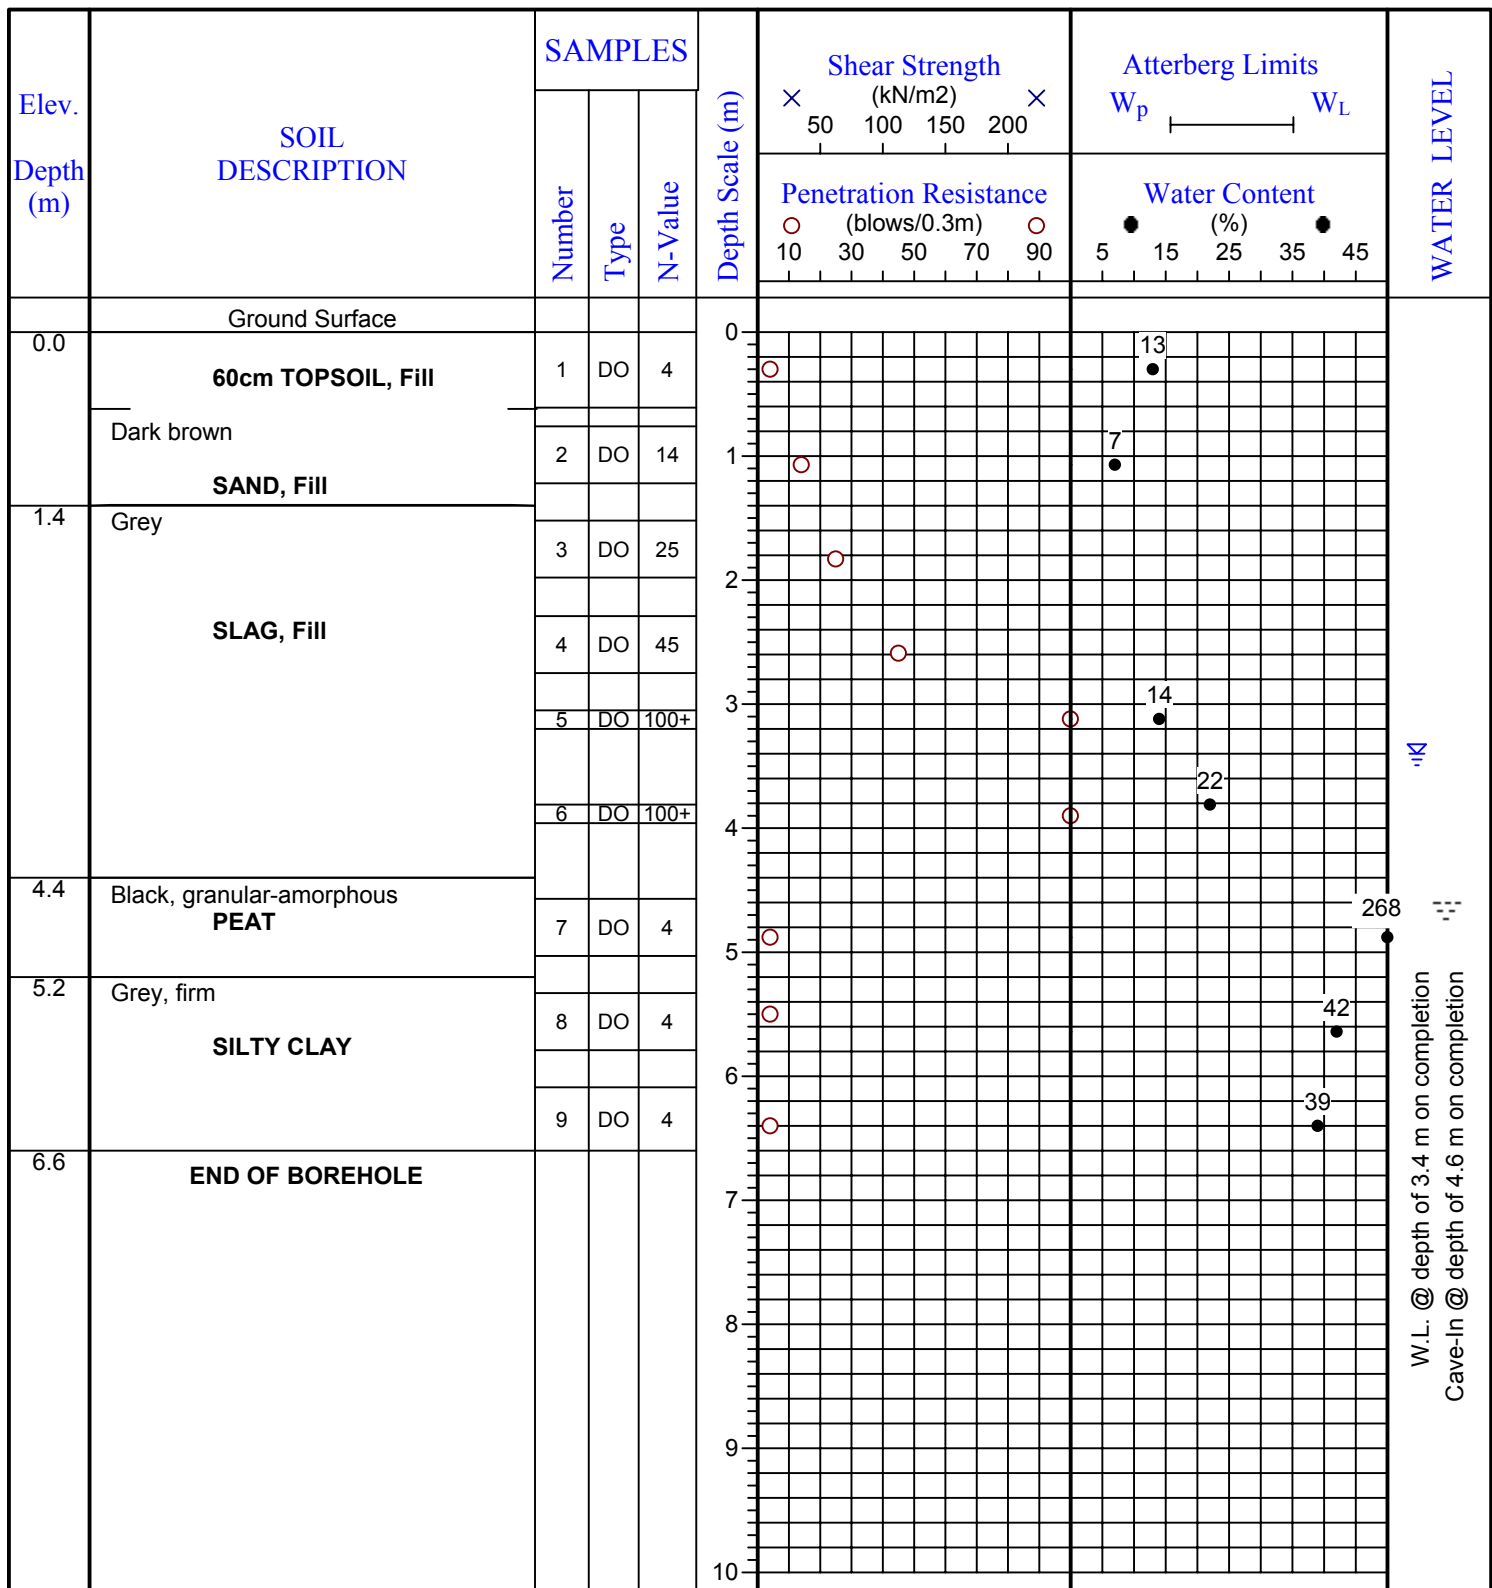 Elev.
Depth
(m)
SOIL
DESCRIPTION
SAMPLES
Number
Type
N-Value
Depth Scale (m)
Shear Strength
(kN/m2)
50 100 150 200
Penetration Resistance
(blows/0.3m)
10 30 50 70 90
Atterberg Limits
Wp WL
Water Content
(%)
5 15 25 35 45
WATER LEVEL
Ground Surface
0
0.0
60cm TOPSOIL, Fill
1 DO 4
13
Dark brown
2 DO 14
1
7
SAND, Fill
1.4
Grey
3 DO 25
2
SLAG, Fill
4 DO 45
3
5 DO 100+
14
6 DO 100+
22
4
4.4
Black, granular-amorphous
PEAT
7 DO 4
268
5
5.2
Grey, firm
8 DO 4
42
SILTY CLAY
6
9 DO 4
39
6.6
END OF BOREHOLE
7
8
9
10
W.L. @ depth of 3.4 m on completion
Cave-In @ depth of 4.6 m on completion